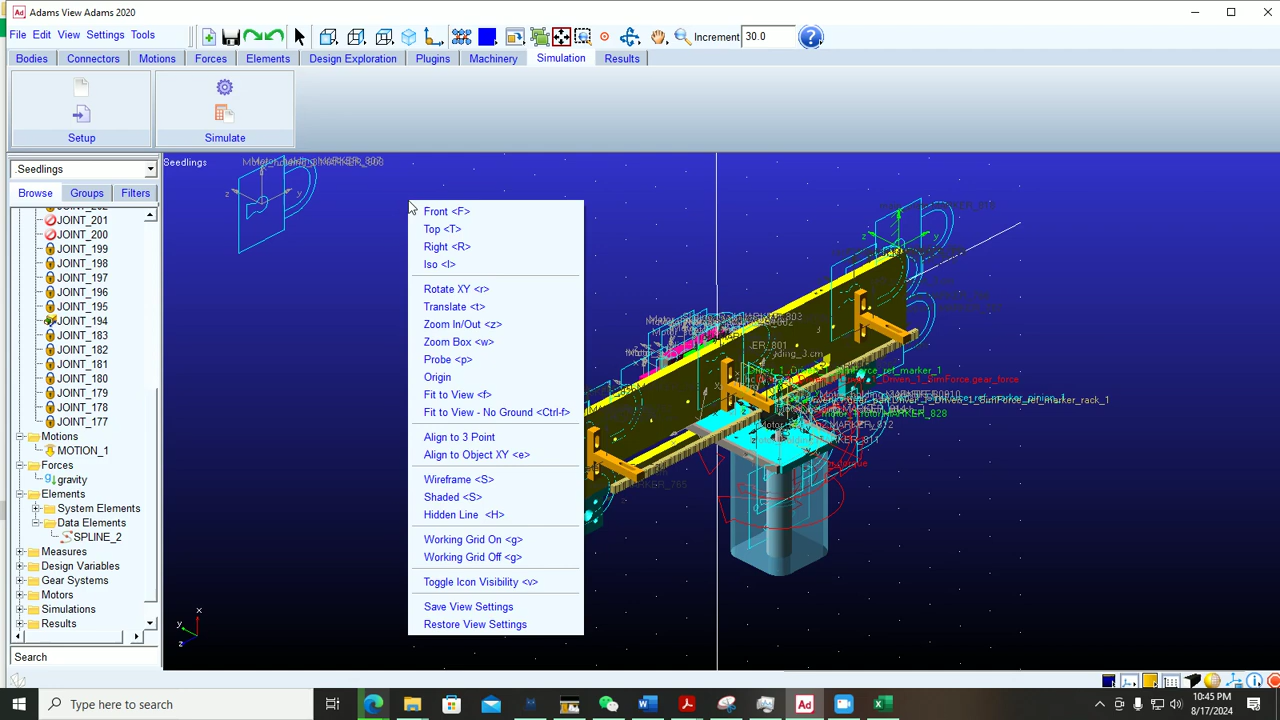 Adams View Adams 2020
File Edit View Settings Tools
Increment 30.0
Bodies Connectors Motions Forces Elements Design Exploration Plugins Machinery Simulation Results
Setup Simulate
.Seedlings
Seedlings
Browse Groups Filters
JOINT_201
JOINT_200
JOINT_199
JOINT_198
JOINT_197
JOINT_196
JOINT_195
JOINT_194
JOINT_183
JOINT_182
JOINT_181
JOINT_180
JOINT_179
JOINT_178
JOINT_177
Motions
MOTION_1
Forces
gravity
Elements
System Elements
Data Elements
SPLINE_2
Measures
Design Variables
Gear Systems
Motors
Simulations
Results
Search
Front <F>
Top <T>
Right <R>
Iso <I>
Rotate XY <r>
Translate <t>
Zoom In/Out <z>
Zoom Box <w>
Probe <p>
Origin
Fit to View <f>
Fit to View - No Ground <Ctrl-f>
Align to 3 Point
Align to Object XY <e>
Wireframe <S>
Shaded <S>
Hidden Line <H>
Working Grid On <g>
Working Grid Off <g>
Toggle Icon Visibility <v>
Save View Settings
Restore View Settings
z y
x
y
z
Type here to search
10:45 PM
8/17/2024